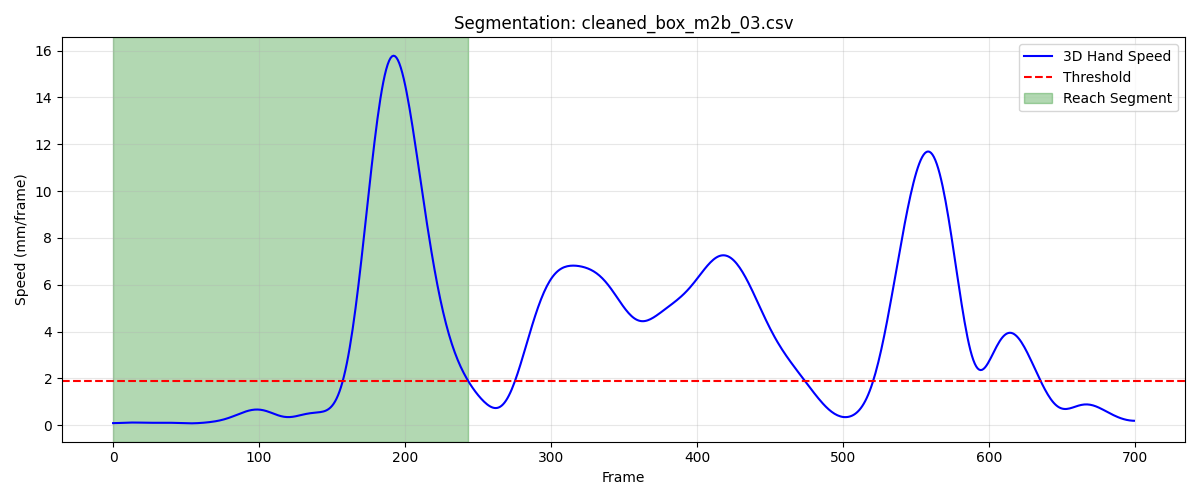 Segmentation: cleaned_box_m2b_03.csv
3D Hand Speed
Threshold
Reach Segment
Speed (mm/frame)
16
14
12
10
8
6
4
2
0
0 100 200 300 400 500 600 700
Frame